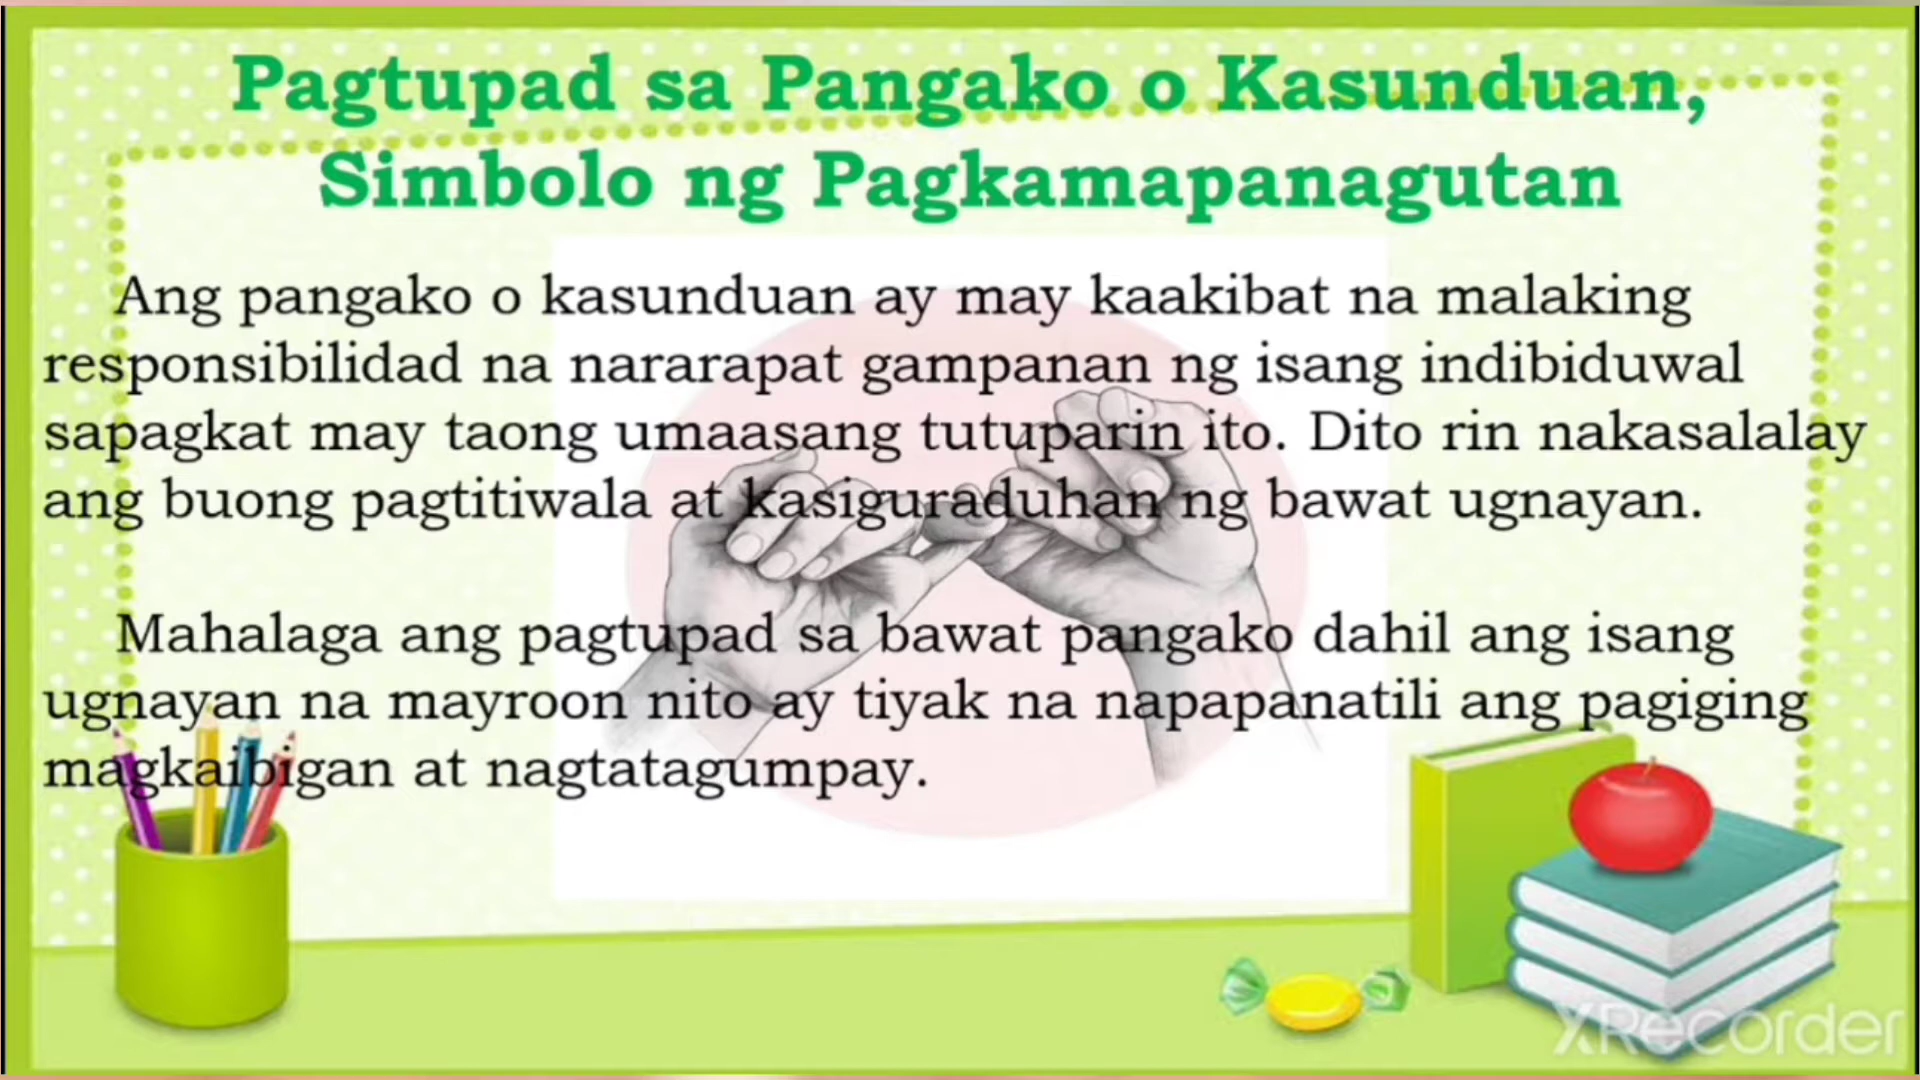 Pagtupad sa Pangako o Kasunduan,
Simbolo ng Pagkamapanagutan
Ang pangako o kasunduan ay may kaakibat na malaking
responsibilidad na nararapat gampanan ng isang indibiduwal
sapagkat may taong umaasang tutuparin ito. Dito rin nakasalalay
ang buong pagtitiwala at kasiguraduhan ng bawat ugnayan.
Mahalaga ang pagtupad sa bawat pangako dahil ang isang
ugnayan na mayroon nito ay tiyak na napapanatili ang pagiging
magkaibigan at nagtatagumpay.
XRecorder